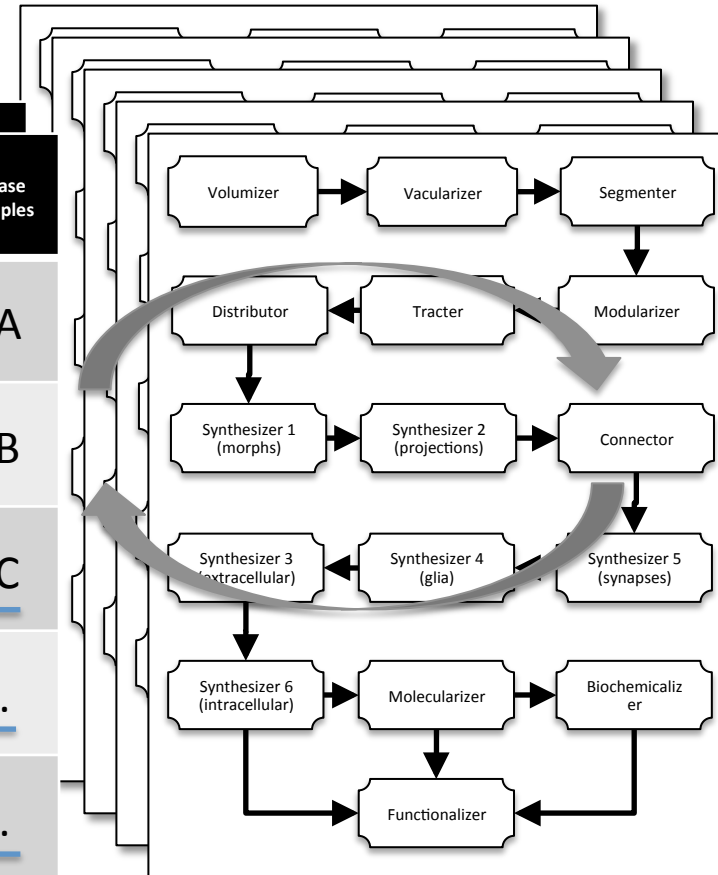 ase
ples
A
B
C
.
.
Volumizer
Vacularizer
Segmenter
Distributor
Tracter
Modularizer
Synthesizer 1
(morphs)
Synthesizer 2
(projections)
Connector
Synthesizer 3
(extracellular)
Synthesizer 4
(glia)
Synthesizer 5
(synapses)
Synthesizer 6
(intracellular)
Molecularizer
Biochemicaliz
er
Functionalizer